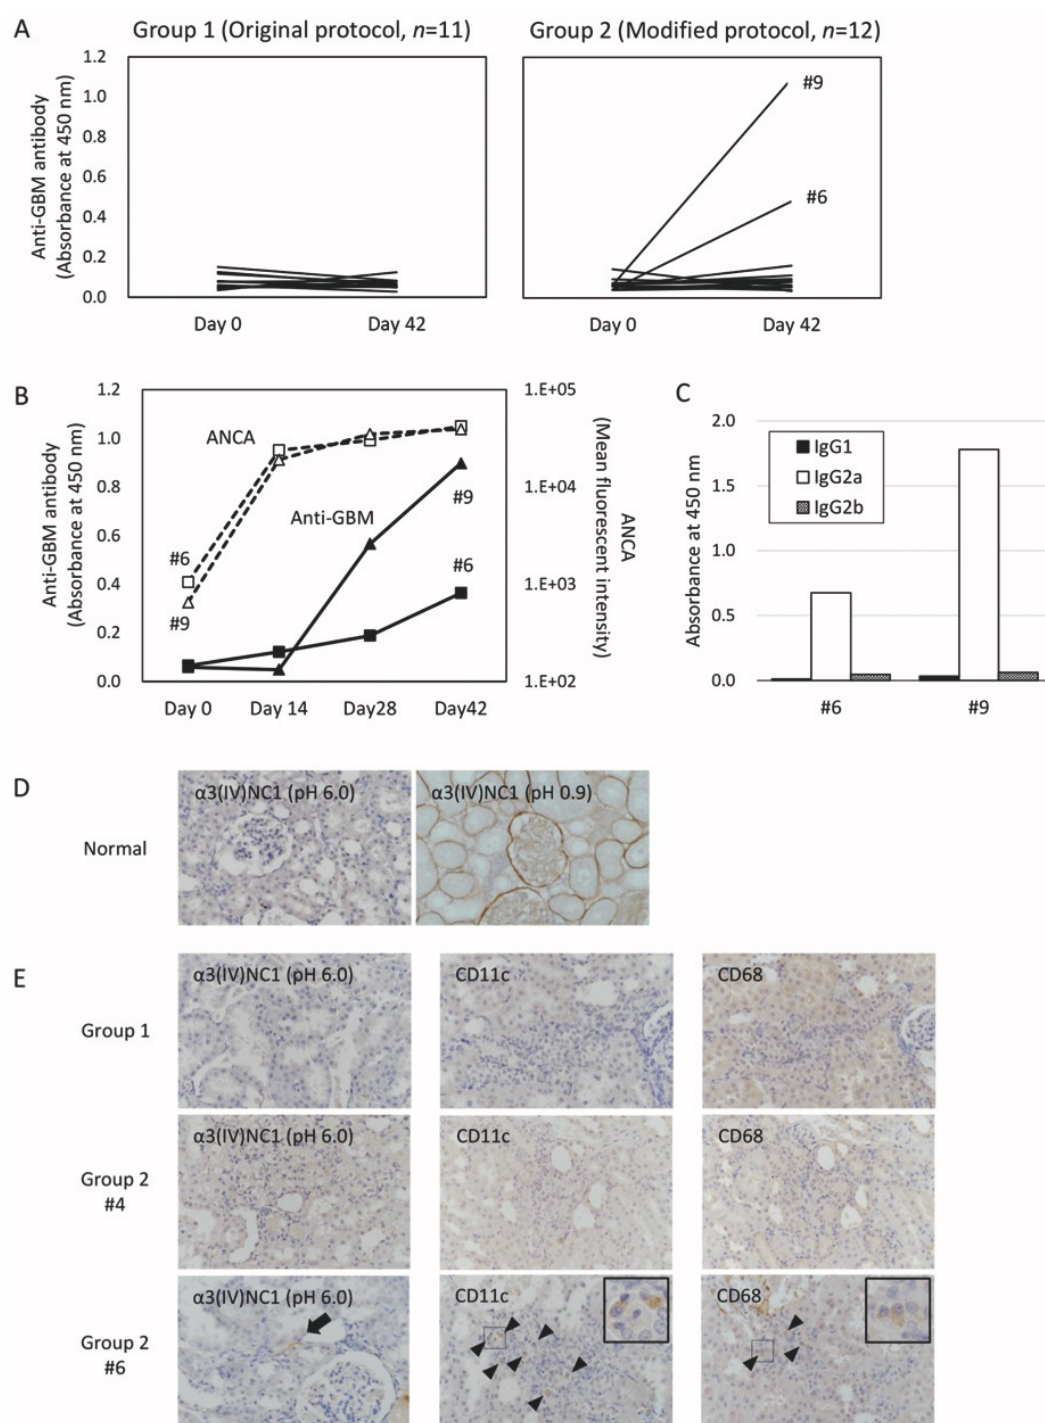 A
Group 1 (Original protocol, n=11)
Group 2 (Modified protocol, n=12)
Anti-GBM antibody
(Absorbance at 450 nm)
1.2
1.0
0.8
0.6
0.4
0.2
0.0
Day 0
Day 42
#9
#6
Day 0
Day 42
B
Anti-GBM antibody
(Absorbance at 450 nm)
1.2
1.0
0.8
0.6
0.4
0.2
0.0
ANCA
Anti-GBM
#6
#9
#9
#6
Day 0
Day 14
Day28
Day42
1.E+05
1.E+04
1.E+03
1.E+02
ANCA
(Mean fluorescent intensity)
C
Absorbance at 450 nm
2.0
1.5
1.0
0.5
0.0
IgG1
IgG2a
IgG2b
#6
#9
D
Normal
α3(IV)NC1 (pH 6.0)
α3(IV)NC1 (pH 0.9)
E
Group 1
α3(IV)NC1 (pH 6.0)
CD11c
CD68
Group 2
#4
α3(IV)NC1 (pH 6.0)
CD11c
CD68
Group 2
#6
α3(IV)NC1 (pH 6.0)
CD11c
CD68